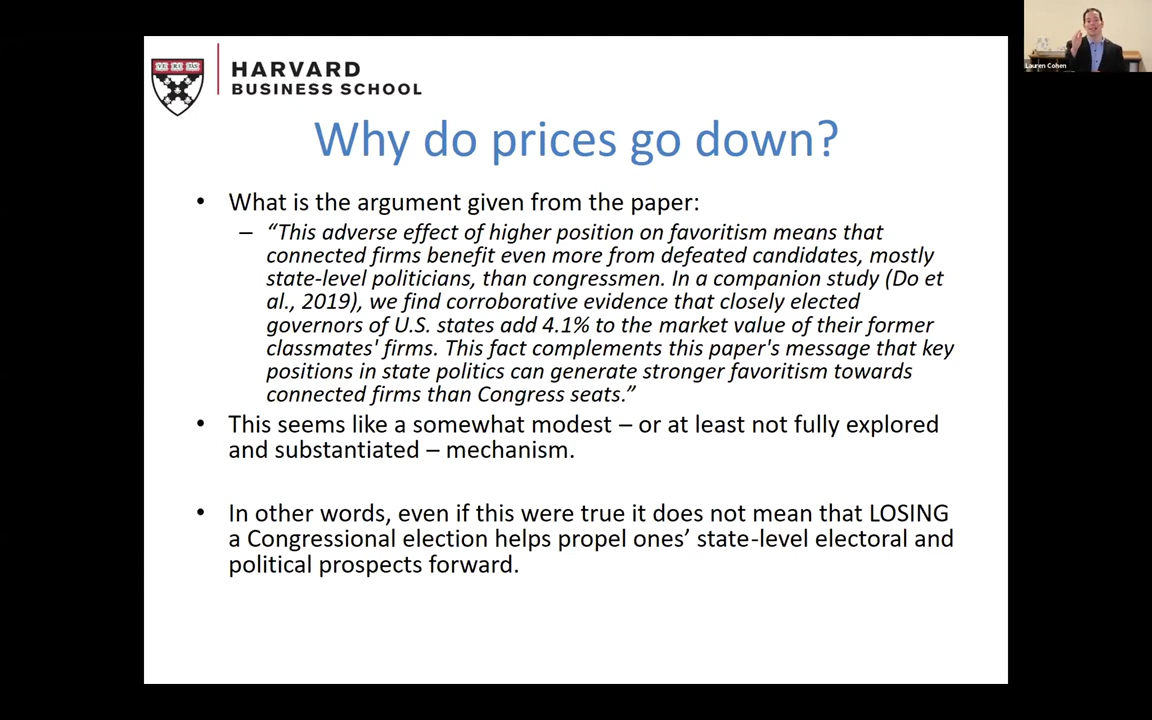 Lauren Cohen
HARVARD
BUSINESS SCHOOL
Why do prices go down?
• What is the argument given from the paper:
– “This adverse effect of higher position on favoritism means that
connected firms benefit even more from defeated candidates, mostly
state-level politicians, than congressmen. In a companion study (Do et
al., 2019), we find corroborative evidence that closely elected
governors of U.S. states add 4.1% to the market value of their former
classmates' firms. This fact complements this paper's message that key
positions in state politics can generate stronger favoritism towards
connected firms than Congress seats.”
• This seems like a somewhat modest – or at least not fully explored
and substantiated – mechanism.
• In other words, even if this were true it does not mean that LOSING
a Congressional election helps propel ones’ state-level electoral and
political prospects forward.